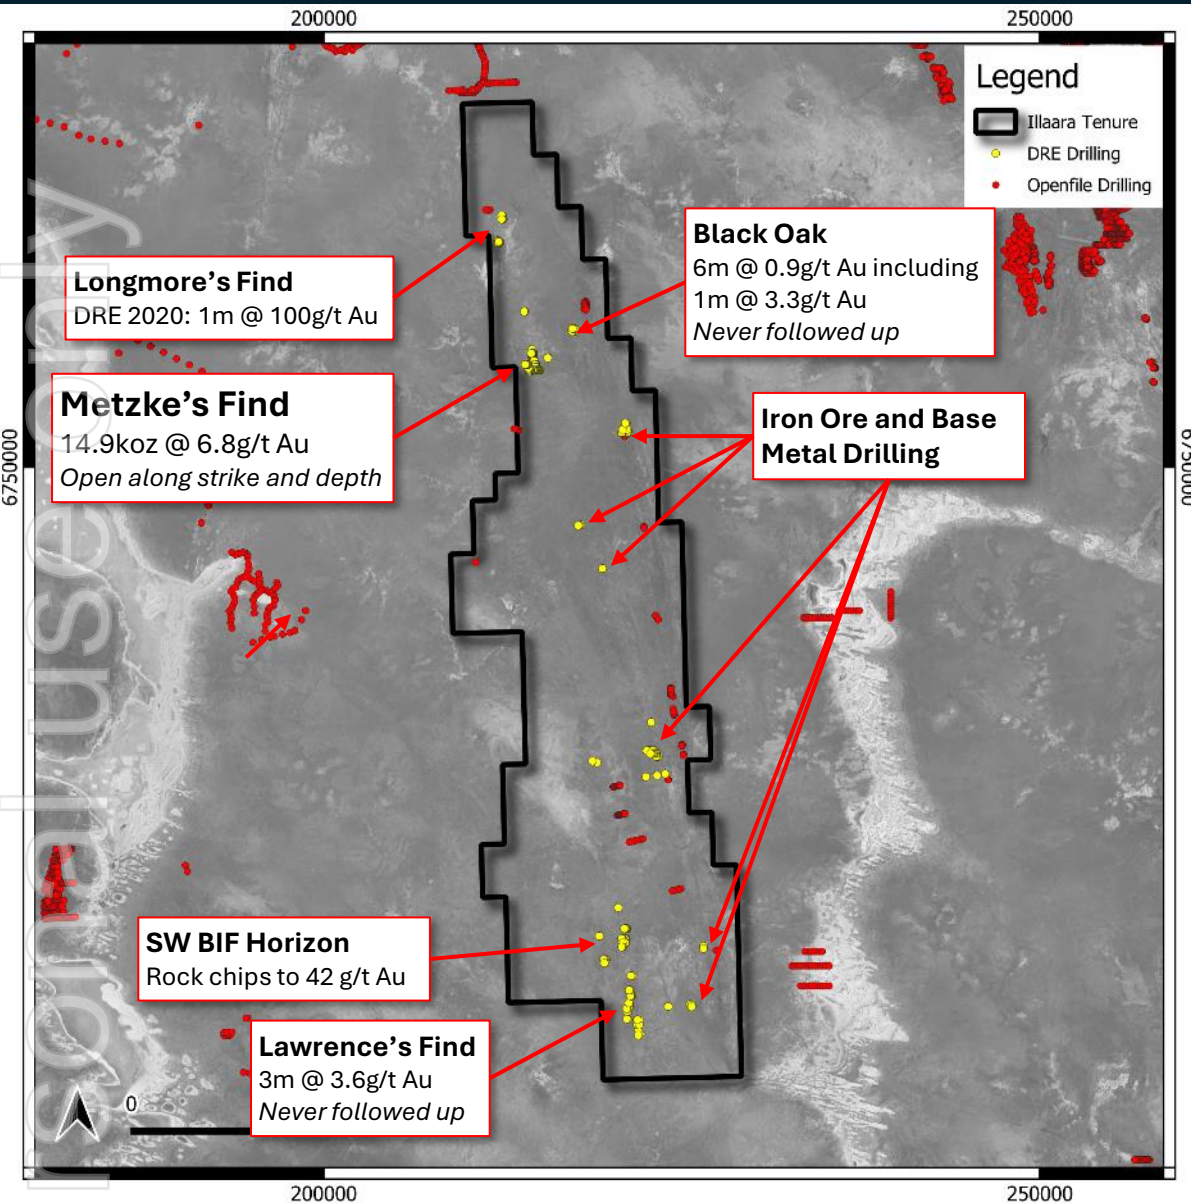 200000
250000
Legend
Illaara Tenure
DRE Drilling
Openfile Drilling
Black Oak
6m @ 0.9g/t Au including
1m @ 3.3g/t Au
Never followed up
Longmore's Find
DRE 2020: 1m @ 100g/t Au
Metzke's Find
14.9koz @ 6.8g/t Au
Open along strike and depth
Iron Ore and Base
Metal Drilling
6750000
SW BIF Horizon
Rock chips to 42 g/t Au
Lawrence's Find
3m @ 3.6g/t Au
Never followed up
0
200000
250000
rsonal use only